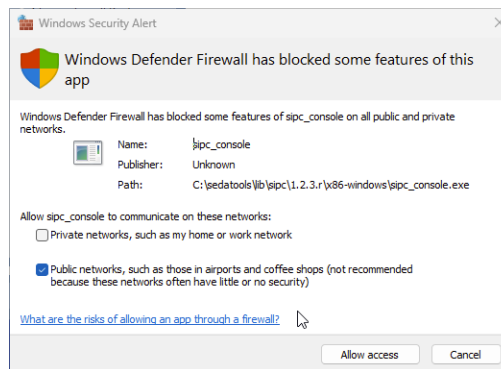 Windows Security Alert
Windows Defender Firewall has blocked some features of this
app
Windows Defender Firewall has blocked some features of sipc_console on all public and private
networks.
Name: sipc_console
Publisher: Unknown
Path: C:\sedatools\lib\sipc\1.2.3.r\x86-windows\sipc_console.exe
Allow sipc_console to communicate on these networks:
Private networks, such as my home or work network
Public networks, such as those in airports and coffee shops (not recommended
because these networks often have little or no security)
What are the risks of allowing an app through a firewall?
Allow access Cancel